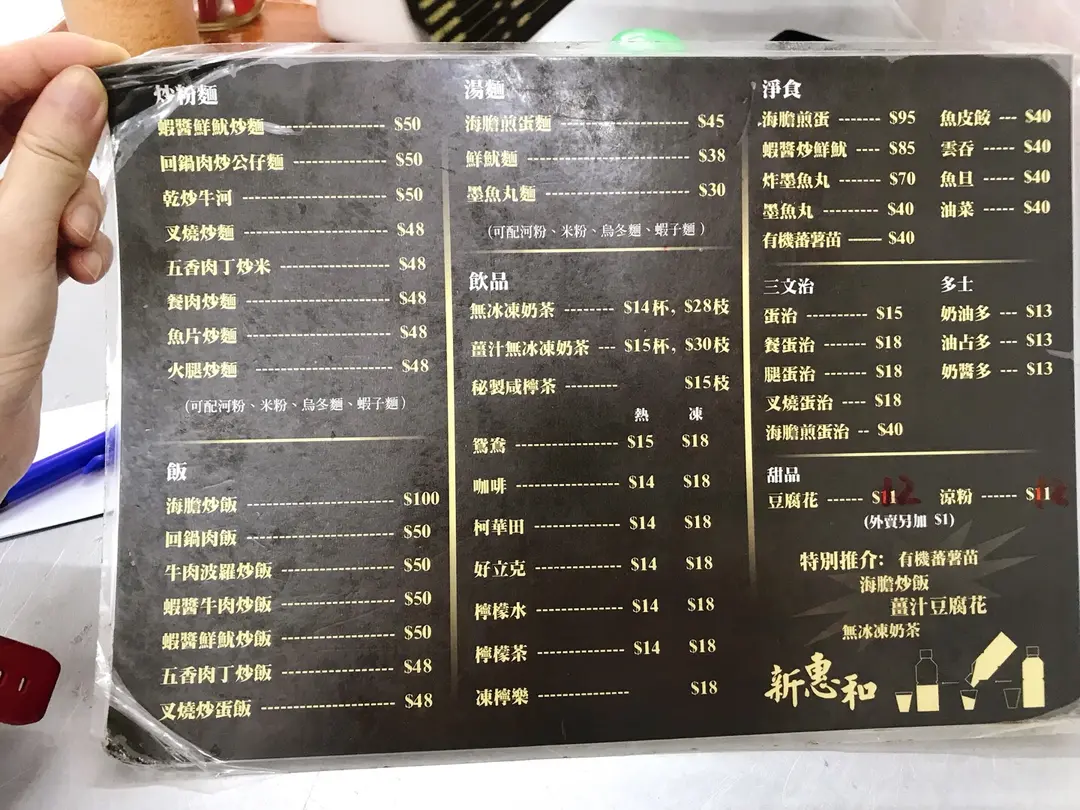 炒粉麵
蝦醬鮮魷炒麵 ---------------- $50
回鍋肉炒公仔麵 ------------- $50
乾炒牛河 -------------------- $50
叉燒炒麵 -------------------- $48
五香肉丁炒米 --------------- $48
餐肉炒麵 -------------------- $48
魚片炒麵 -------------------- $48
火腿炒麵 ------------------- $48
(可配河粉、米粉、烏冬麵、蝦子麵)
飯
海膽炒飯 --------------------- $100
回鍋肉飯 --------------------- $50
牛肉波羅炒飯 ---------------- $50
蝦醬牛肉炒飯 ---------------- $50
蝦醬鮮魷炒飯 ---------------- $50
五香肉丁炒飯 ---------------- $48
叉燒炒蛋飯 ------------------ $48
湯麵
海膽煎蛋麵 ------------------ $45
鮮魷麵 ----------------------- $38
墨魚丸麵 -------------------- $30
(可配河粉、米粉、烏冬麵、蝦子麵)
飲品
無冰凍奶茶 -------- $14杯, $28枝
薑汁無冰凍奶茶 --- $15杯, $30枝
秘製咸檸茶 --------- $15枝
熱 凍
鴛鴦 ----------------- $15 $18
咖啡 ----------------- $14 $18
柯華田 -------------- $14 $18
好立克 -------------- $14 $18
檸檬水 -------------- $14 $18
檸檬茶 -------------- $14 $18
凍檸樂 --------------- $18
淨食
海膽煎蛋 ------- $95 魚皮餃 --- $40
蝦醬炒鮮魷 ---- $85 雲吞 ----- $40
炸墨魚丸 ------- $70 魚旦 ----- $40
墨魚丸 --------- $40 油菜 ----- $40
有機蕃薯苗 —— $40
三文治 多士
蛋治 ---------- $15 奶油多 --- $13
餐蛋治 -------- $18 油占多 --- $13
腿蛋治 -------- $18 奶醬多 --- $13
叉燒蛋治 ---- $18
海膽煎蛋治 -- $40
甜品
豆腐花 ------ $11 12 涼粉 ------ $11 12
(外賣另加 $1)
特別推介: 有機蕃薯苗
海膽炒飯
薑汁豆腐花
無冰凍奶茶
新惠和